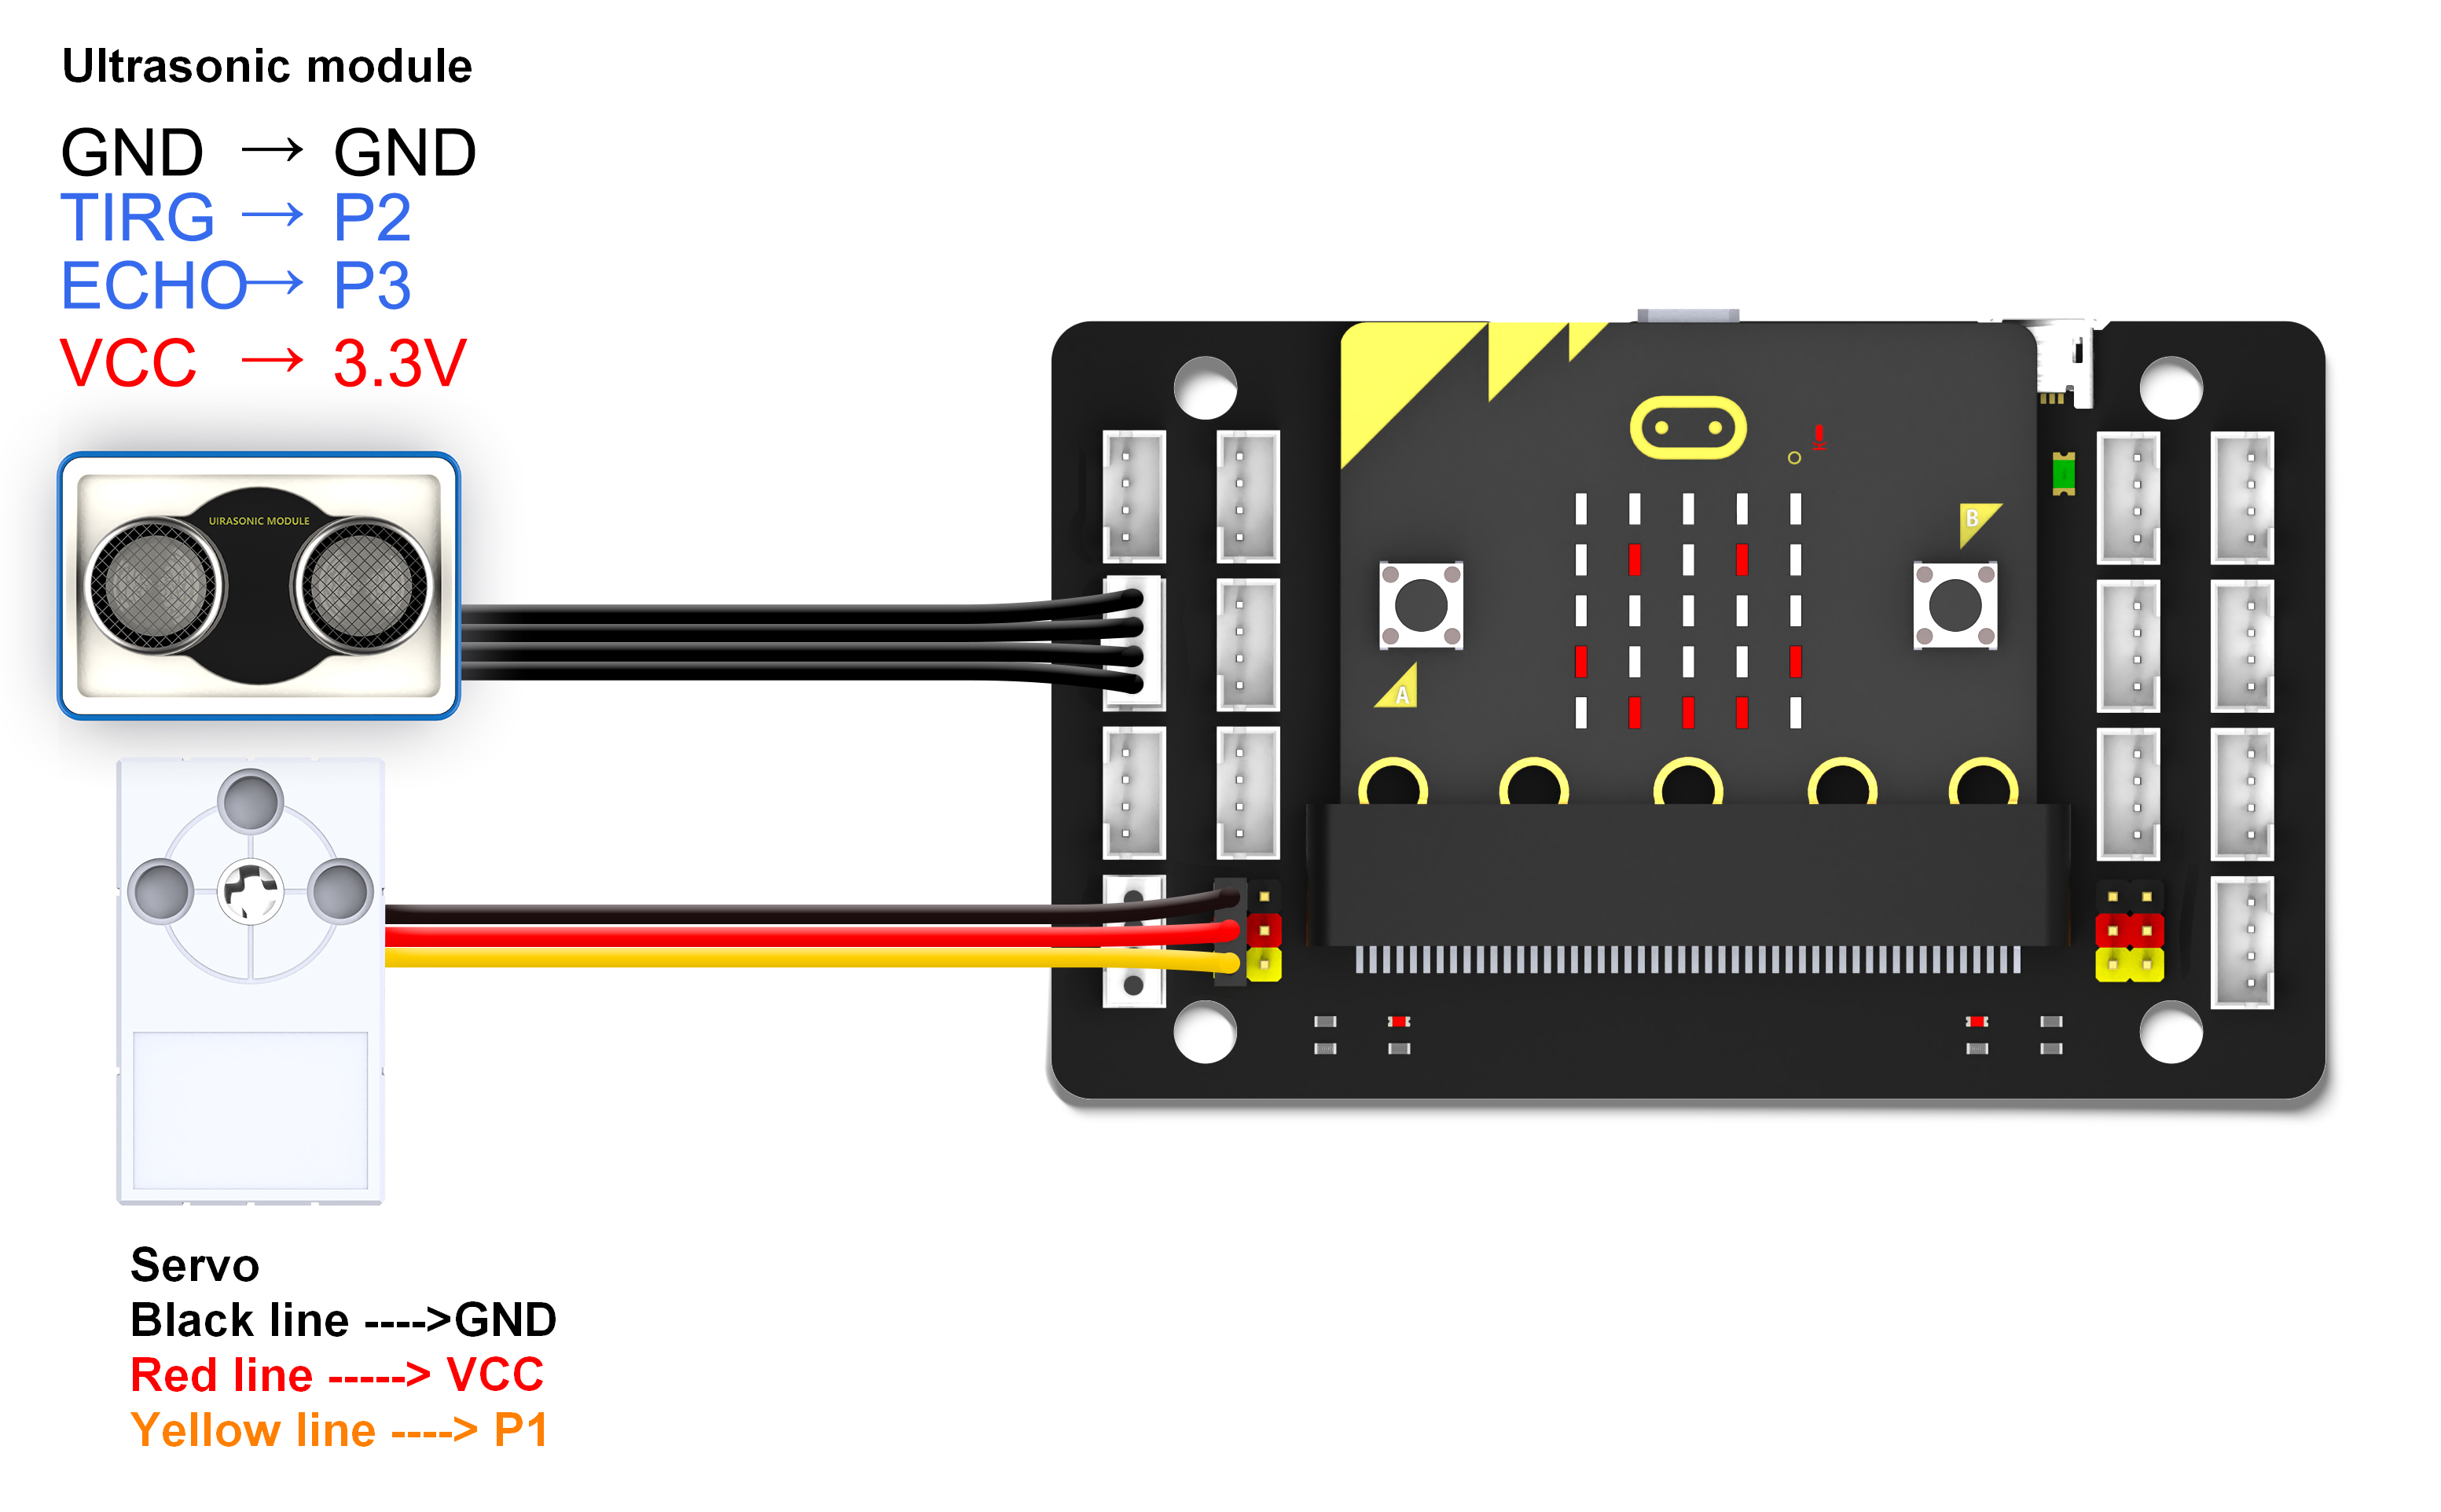 Ultrasonic module
GND → GND
TIRG → P2
ECHO→ P3
VCC → 3.3V
UIRASONIC MODULE
B
A
Servo
Black line ---->GND
Red line -----> VCC
Yellow line ----> P1